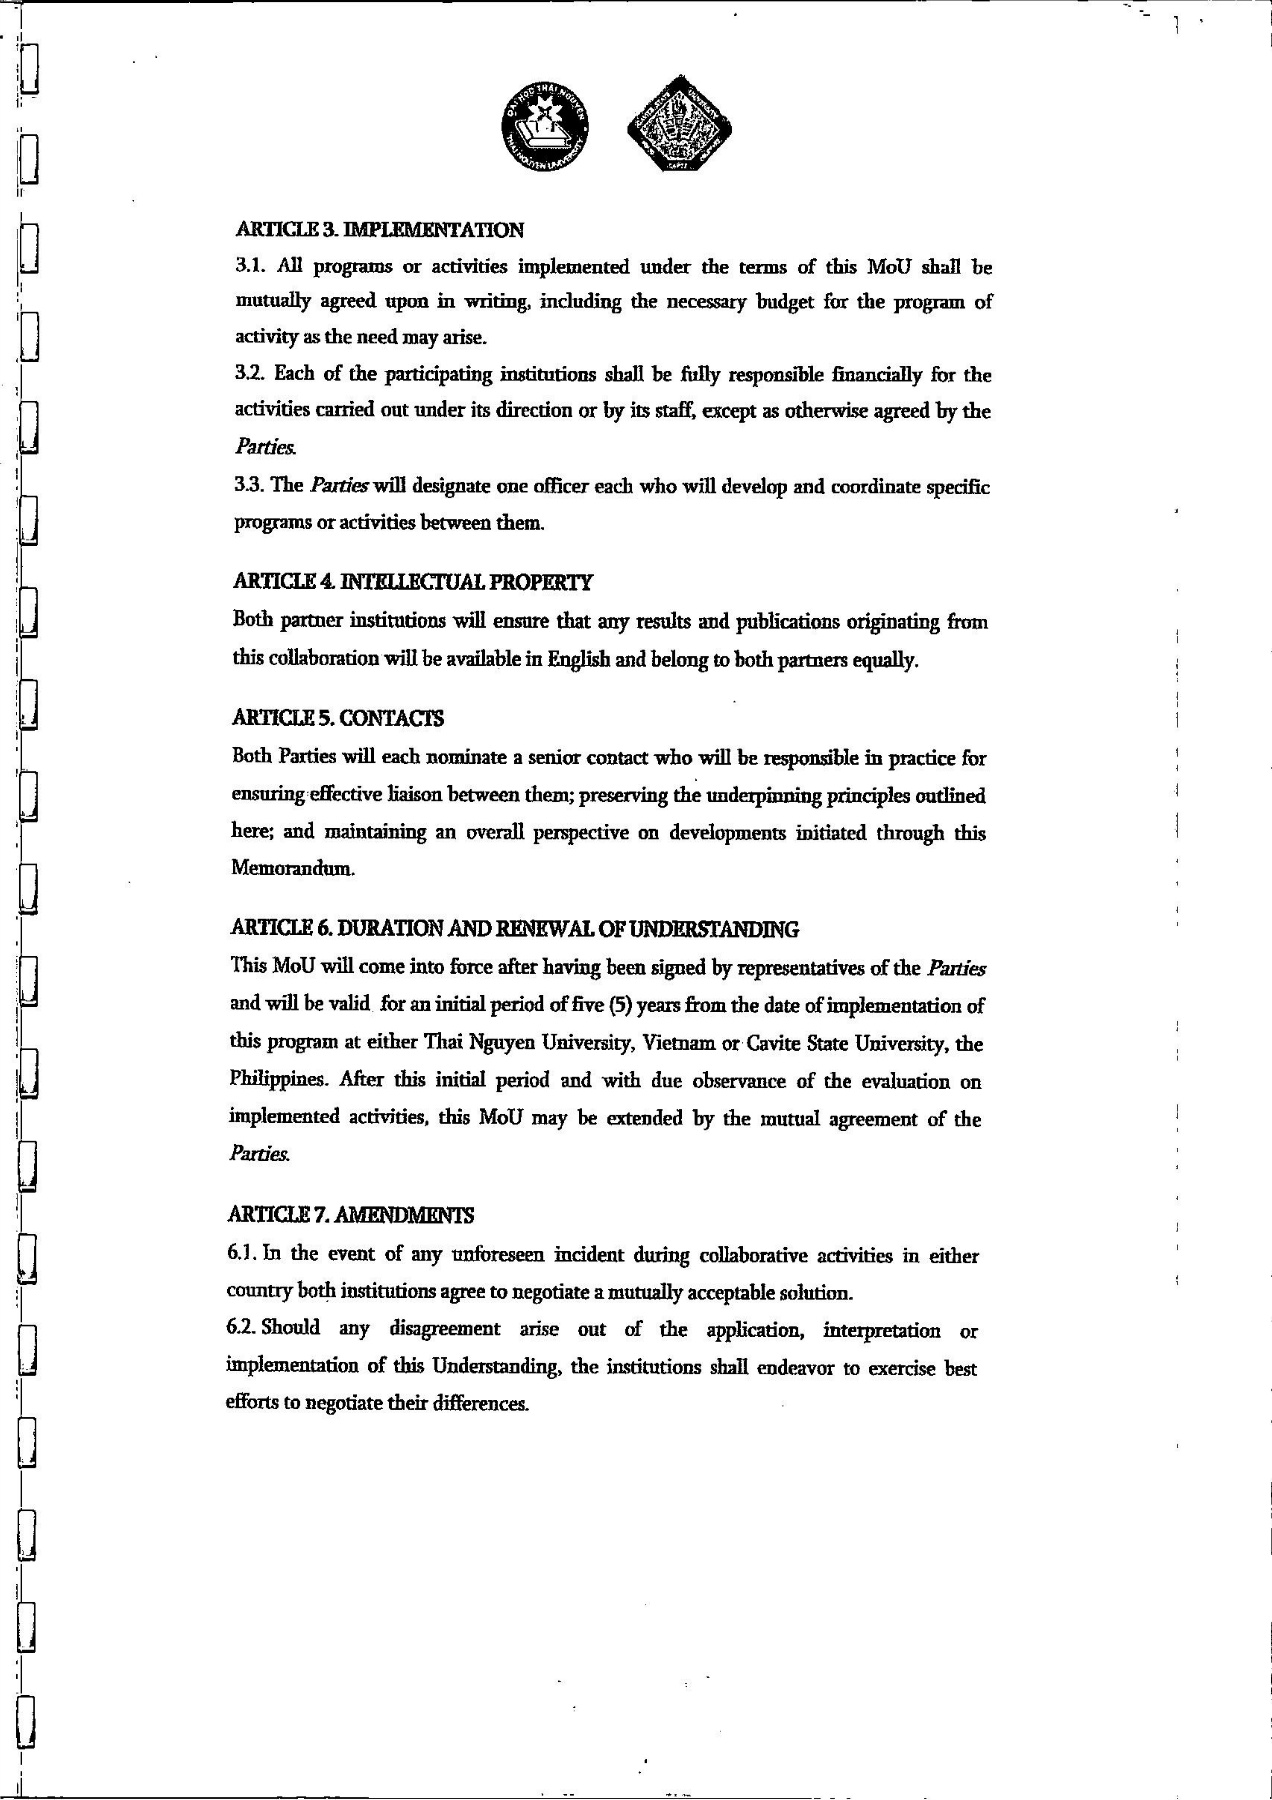 ĐẠI HỌC THÁI NGUYÊN
THAI NGUYEN UNIVERSITY
ARTICLE 3. IMPLEMENTATION
3.1. All programs or activities implemented under the terms of this MoU shall be
mutually agreed upon in writing, including the necessary budget for the program of
activity as the need may arise.
3.2. Each of the participating institutions shall be fully responsible financially for the
activities carried out under its direction or by its staff, except as otherwise agreed by the
Parties.
3.3. The Parties will designate one officer each who will develop and coordinate specific
programs or activities between them.
ARTICLE 4. INTELLECTUAL PROPERTY
Both partner institutions will ensure that any results and publications originating from
this collaboration will be available in English and belong to both partners equally.
ARTICLE 5. CONTACTS
Both Parties will each nominate a senior contact who will be responsible in practice for
ensuring effective liaison between them; preserving the underpinning principles outlined
here; and maintaining an overall perspective on developments initiated through this
Memorandum.
ARTICLE 6. DURATION AND RENEWAL OF UNDERSTANDING
This MoU will come into force after having been signed by representatives of the Parties
and will be valid for an initial period of five (5) years from the date of implementation of
this program at either Thai Nguyen University, Vietnam or Cavite State University, the
Philippines. After this initial period and with due observance of the evaluation on
implemented activities, this MoU may be extended by the mutual agreement of the
Parties.
ARTICLE 7. AMENDMENTS
6.1. In the event of any unforeseen incident during collaborative activities in either
country both institutions agree to negotiate a mutually acceptable solution.
6.2. Should any disagreement arise out of the application, interpretation or
implementation of this Understanding, the institutions shall endeavor to exercise best
efforts to negotiate their differences.